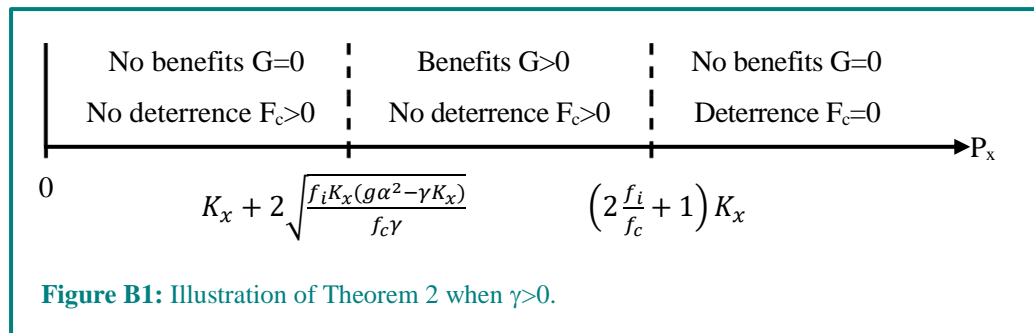 No benefits G=0 Benefits G>0 No benefits G=0
No deterrence F_c>0 No deterrence F_c>0 Deterrence F_c=0
P_x
0
K_x + 2√(f_i K_x(gα² − γK_x) / f_c γ) (2 f_i/f_c + 1) K_x
Figure B1: Illustration of Theorem 2 when γ>0.